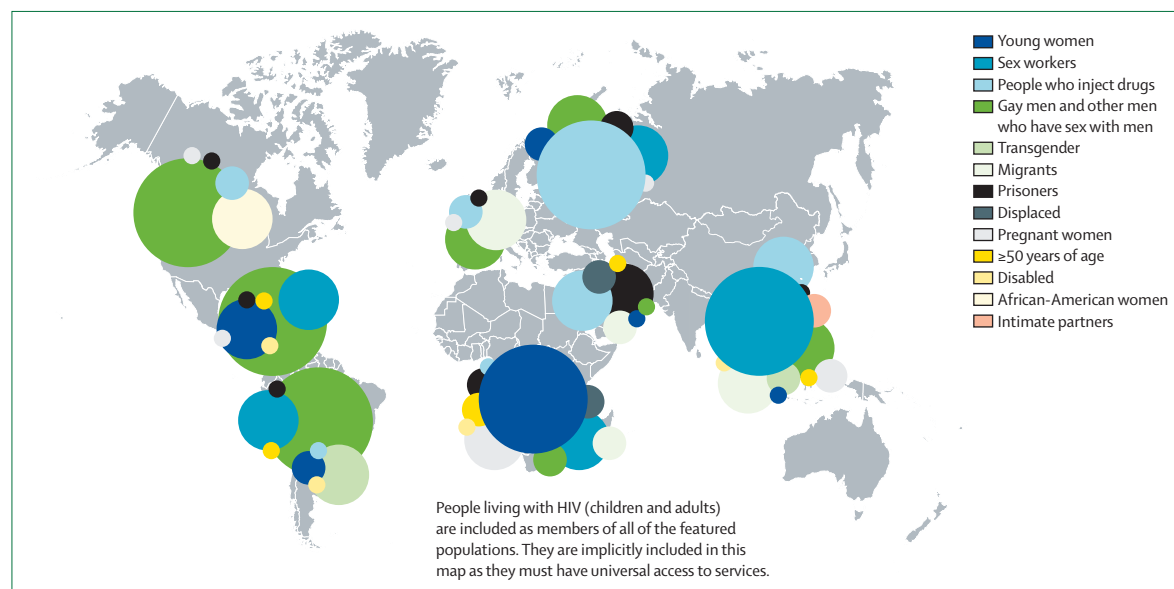 Young women
Sex workers
People who inject drugs
Gay men and other men
who have sex with men
Transgender
Migrants
Prisoners
Displaced
Pregnant women
≥50 years of age
Disabled
African-American women
Intimate partners
People living with HIV (children and adults)
are included as members of all of the featured
populations. They are implicitly included in this
map as they must have universal access to services.